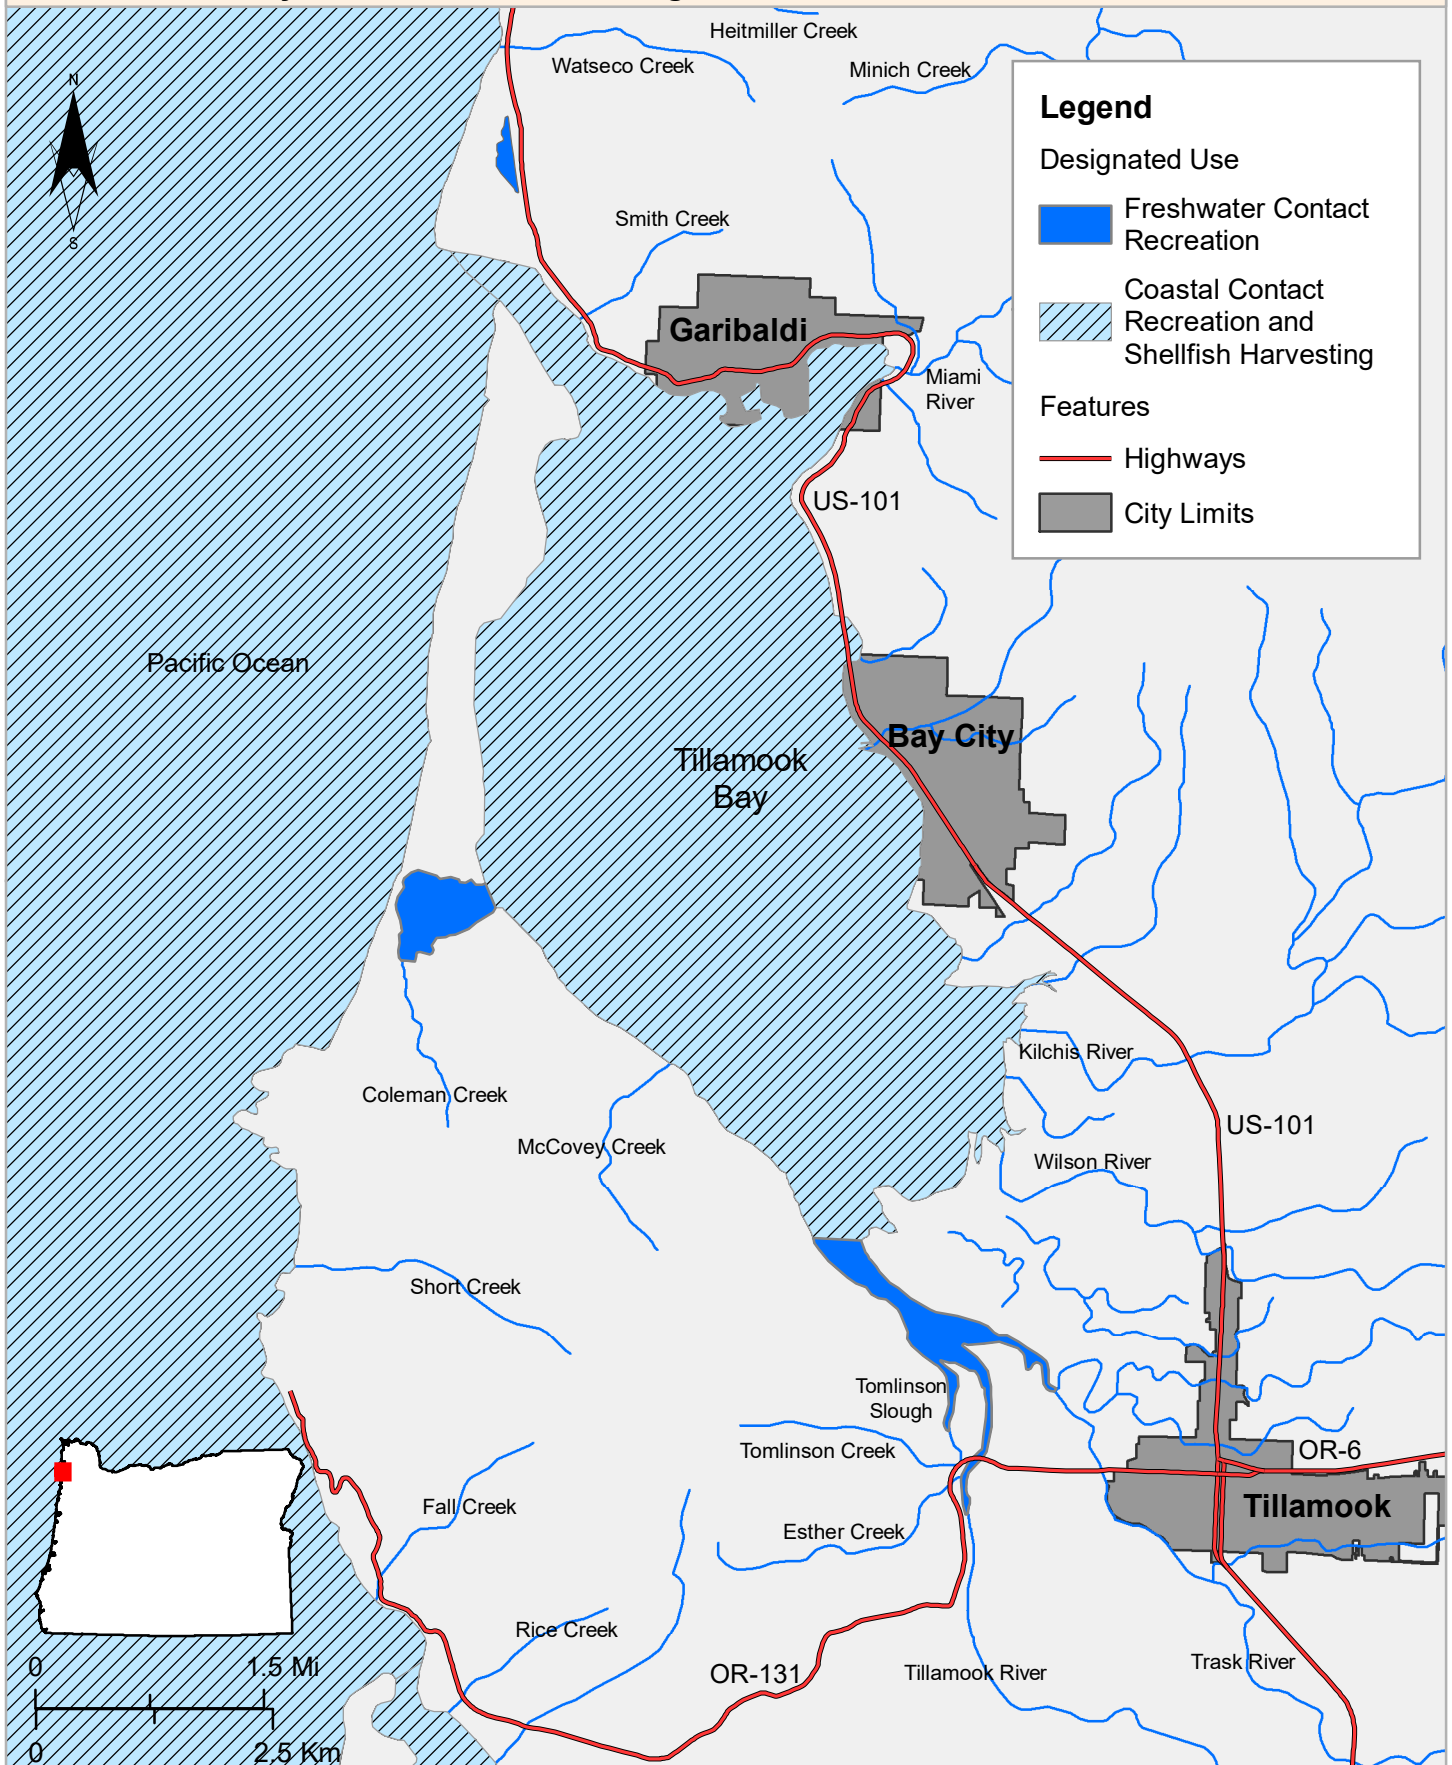 Heitmiller Creek
Watseco Creek
Minich Creek
N
S
Legend
Designated Use
Freshwater Contact
Recreation
Coastal Contact
Recreation and
Shellfish Harvesting
Features
Highways
City Limits
Smith Creek
Garibaldi
Miami
River
US-101
Pacific Ocean
Bay City
Tillamook
Bay
Kilchis River
Coleman Creek
US-101
McCovey Creek
Wilson River
Short Creek
Tomlinson
Slough
Tomlinson Creek
OR-6
Fall Creek
Tillamook
Esther Creek
Rice Creek
OR-131
Tillamook River
Trask River
0
1.5 Mi
0
2.5 Km